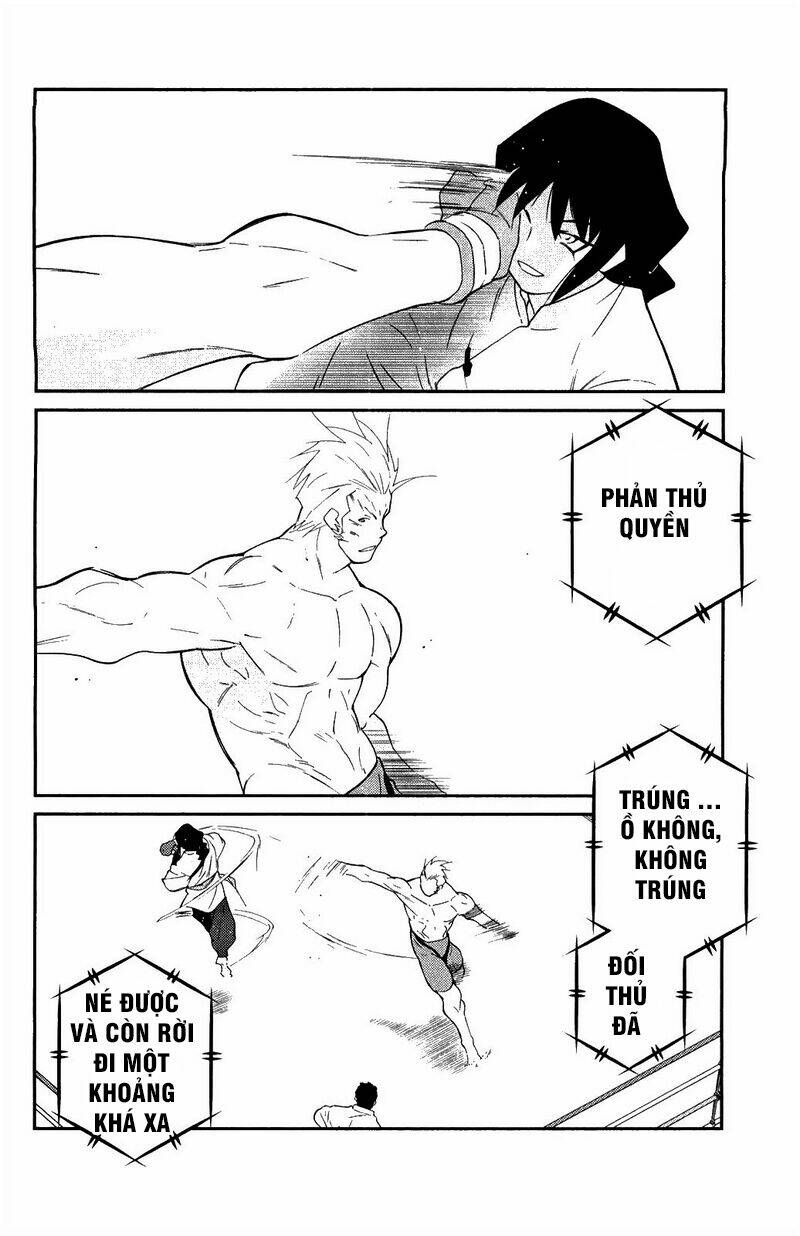 PHẢN THỦ
QUYỀN
TRÚNG ...
Ồ KHÔNG,
KHÔNG
TRÚNG
ĐỐI
THỦ
ĐÃ
NÉ ĐƯỢC
VÀ CÒN RỜI
ĐI MỘT
KHOẢNG
KHÁ XA